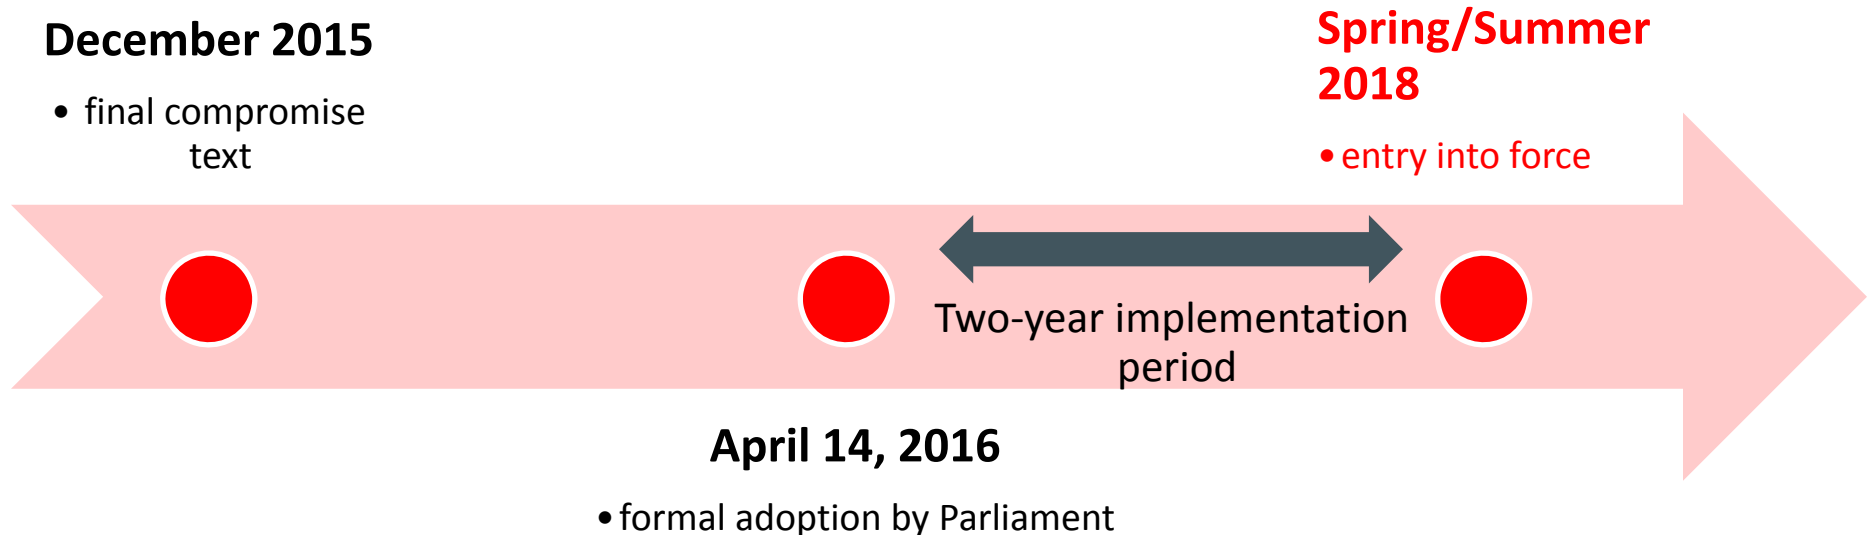 December 2015
• final compromise
text
Spring/Summer
2018
• entry into force
Two-year implementation
period
April 14, 2016
• formal adoption by Parliament